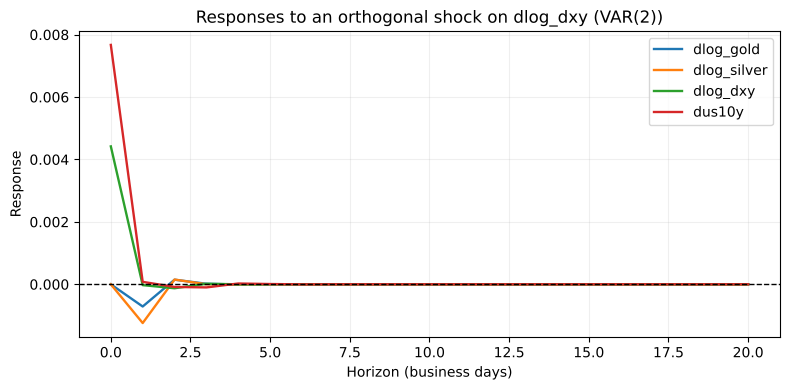 Responses to an orthogonal shock on dlog_dxy (VAR(2))
0.008
0.006
0.004
0.002
0.000
Response
dlog_gold
dlog_silver
dlog_dxy
dus10y
0.0 2.5 5.0 7.5 10.0 12.5 15.0 17.5 20.0
Horizon (business days)